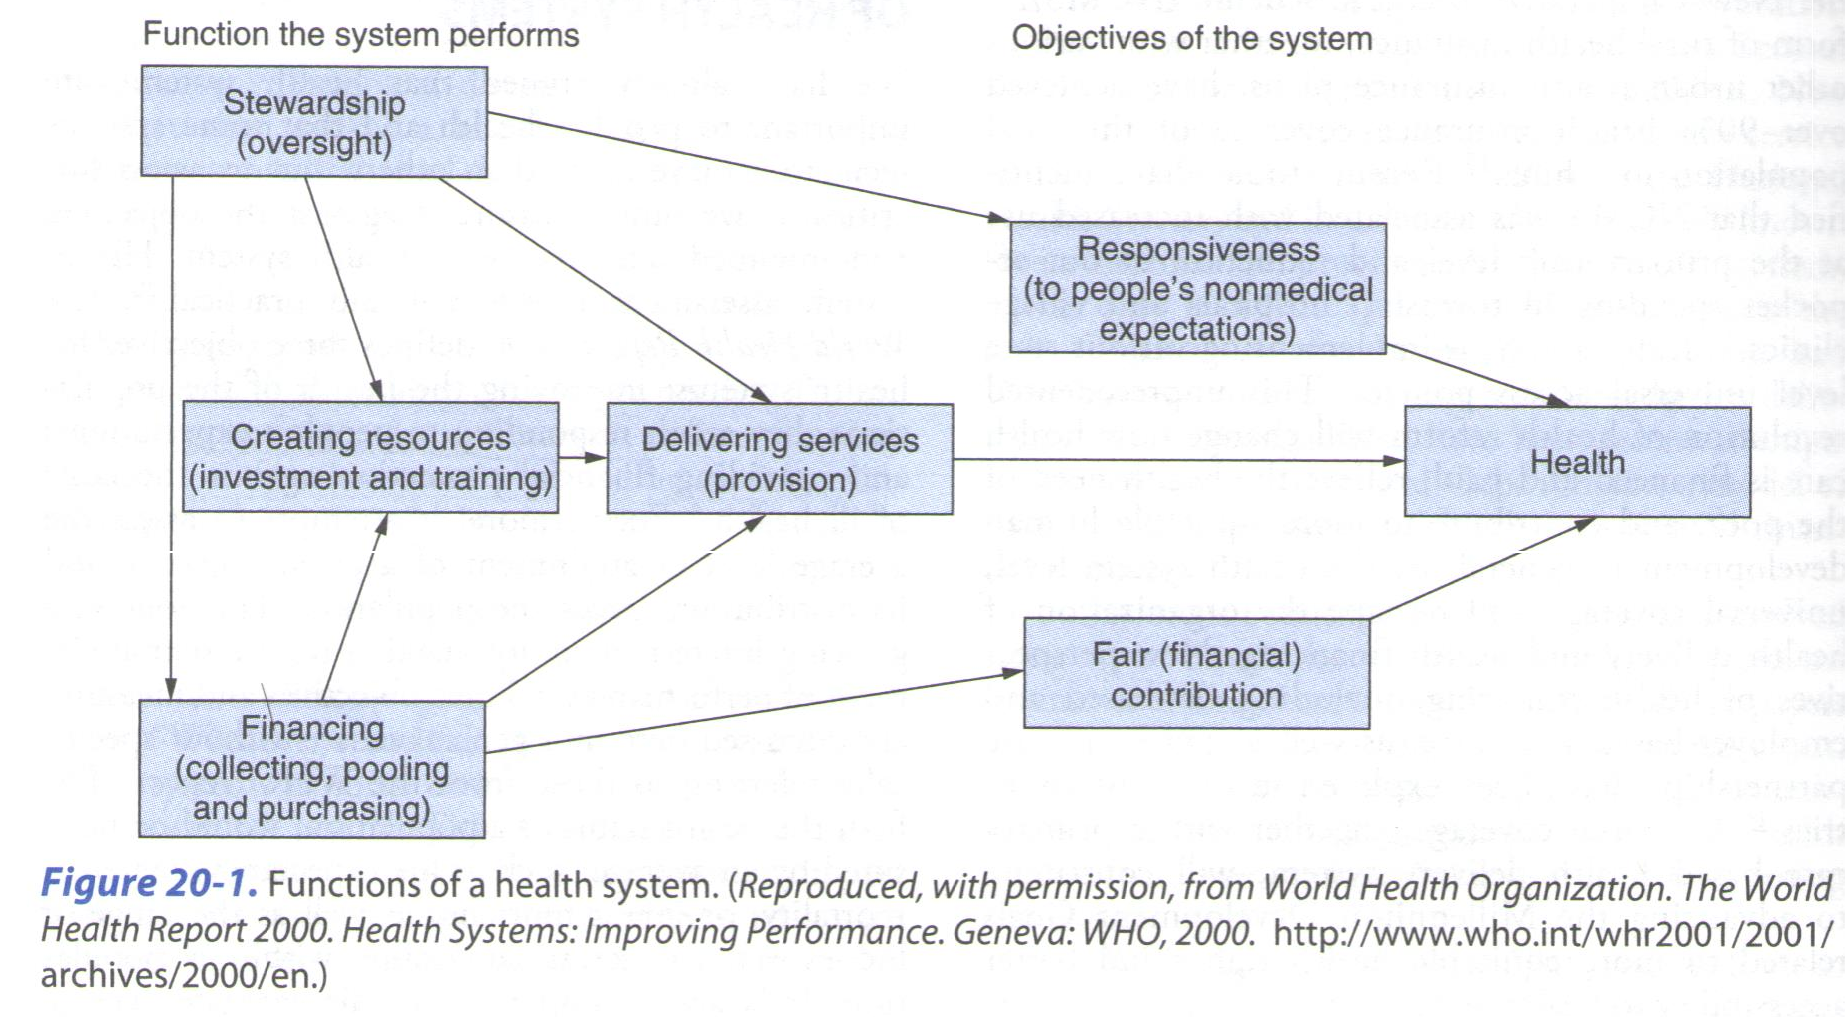 Function the system performs
Objectives of the system
Stewardship
(oversight)
Responsiveness
(to people's nonmedical
expectations)
Creating resources
(investment and training)
Delivering services
(provision)
Health
Fair (financial)
contribution
Financing
(collecting, pooling
and purchasing)
Figure 20-1. Functions of a health system. (Reproduced, with permission, from World Health Organization. The World
Health Report 2000. Health Systems: Improving Performance. Geneva: WHO, 2000. http://www.who.int/whr2001/2001/
archives/2000/en.)